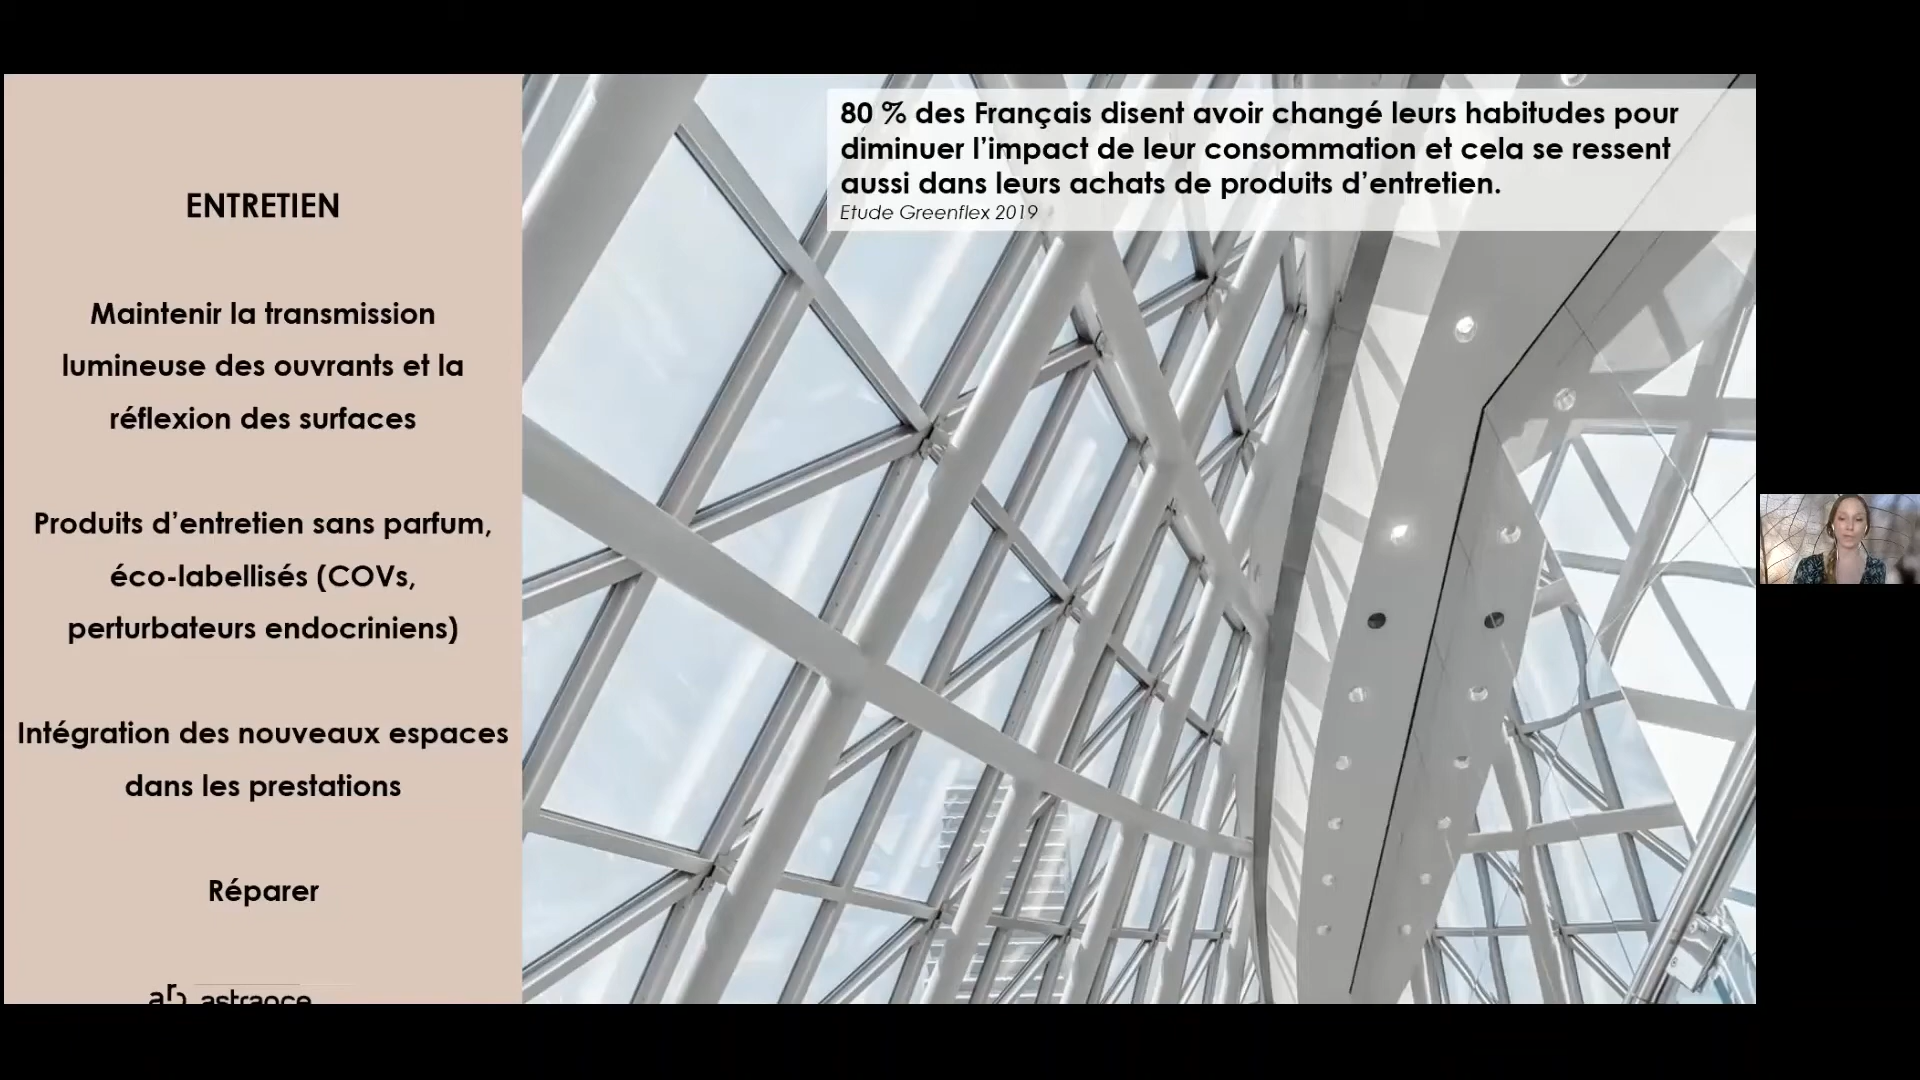 ENTRETIEN
Maintenir la transmission
lumineuse des ouvrants et la
réflexion des surfaces
Produits d’entretien sans parfum,
éco-labellisés (COVs,
perturbateurs endocriniens)
Intégration des nouveaux espaces
dans les prestations
Réparer
astrance
80 % des Français disent avoir changé leurs habitudes pour
diminuer l’impact de leur consommation et cela se ressent
aussi dans leurs achats de produits d’entretien.
Etude Greenflex 2019